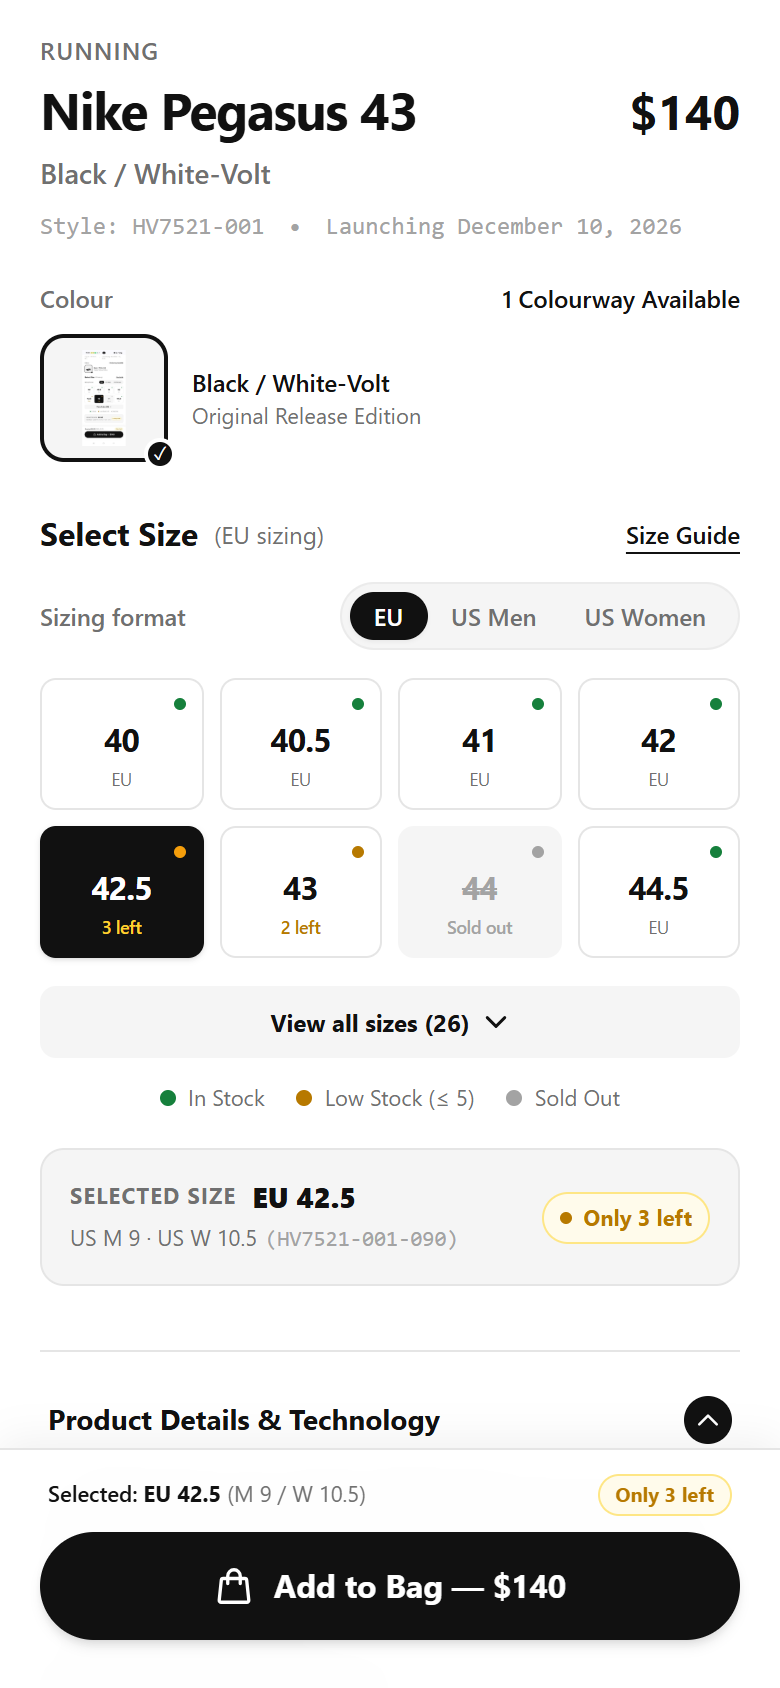 RUNNING
Nike Pegasus 43 $140
Black / White-Volt
Style: HV7521-001 • Launching December 10, 2026
Colour 1 Colourway Available
Black / White-Volt
Original Release Edition
Select Size (EU sizing) Size Guide
Sizing format EU US Men US Women
40 40.5 41 42
EU EU EU EU
42.5 43 44 44.5
3 left 2 left Sold out EU
View all sizes (26)
In Stock Low Stock (≤ 5) Sold Out
SELECTED SIZE EU 42.5
US M 9 · US W 10.5 (HV7521-001-090) Only 3 left
Product Details & Technology
Selected: EU 42.5 (M 9 / W 10.5) Only 3 left
Add to Bag — $140